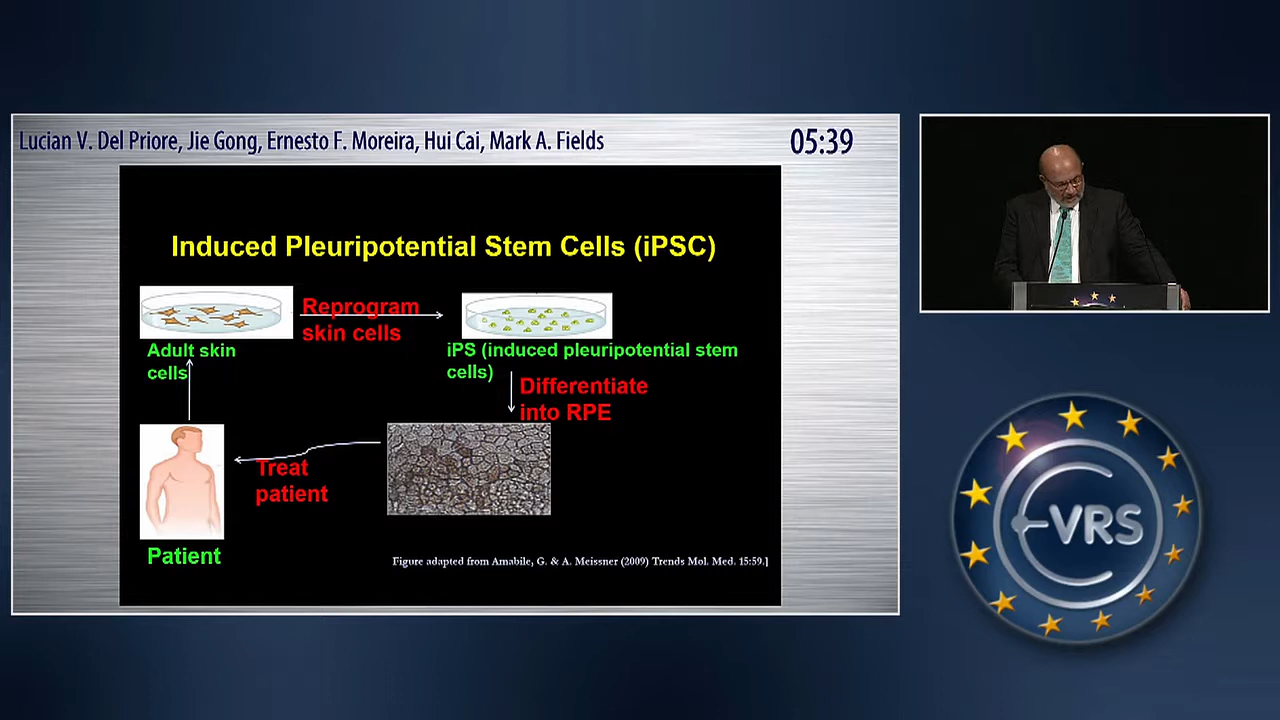 Lucian V. Del Priore, Jie Gong, Ernesto F. Moreira, Hui Cai, Mark A. Fields
05:39
Induced Pleuripotential Stem Cells (iPSC)
Reprogram
skin cells
Adult skin
cells
iPS (induced pleuripotential stem
cells)
Differentiate
into RPE
Treat
patient
Patient
Figure adapted from Amabile, G. & A. Meissner (2009) Trends Mol. Med. 15:59.]
EVRS